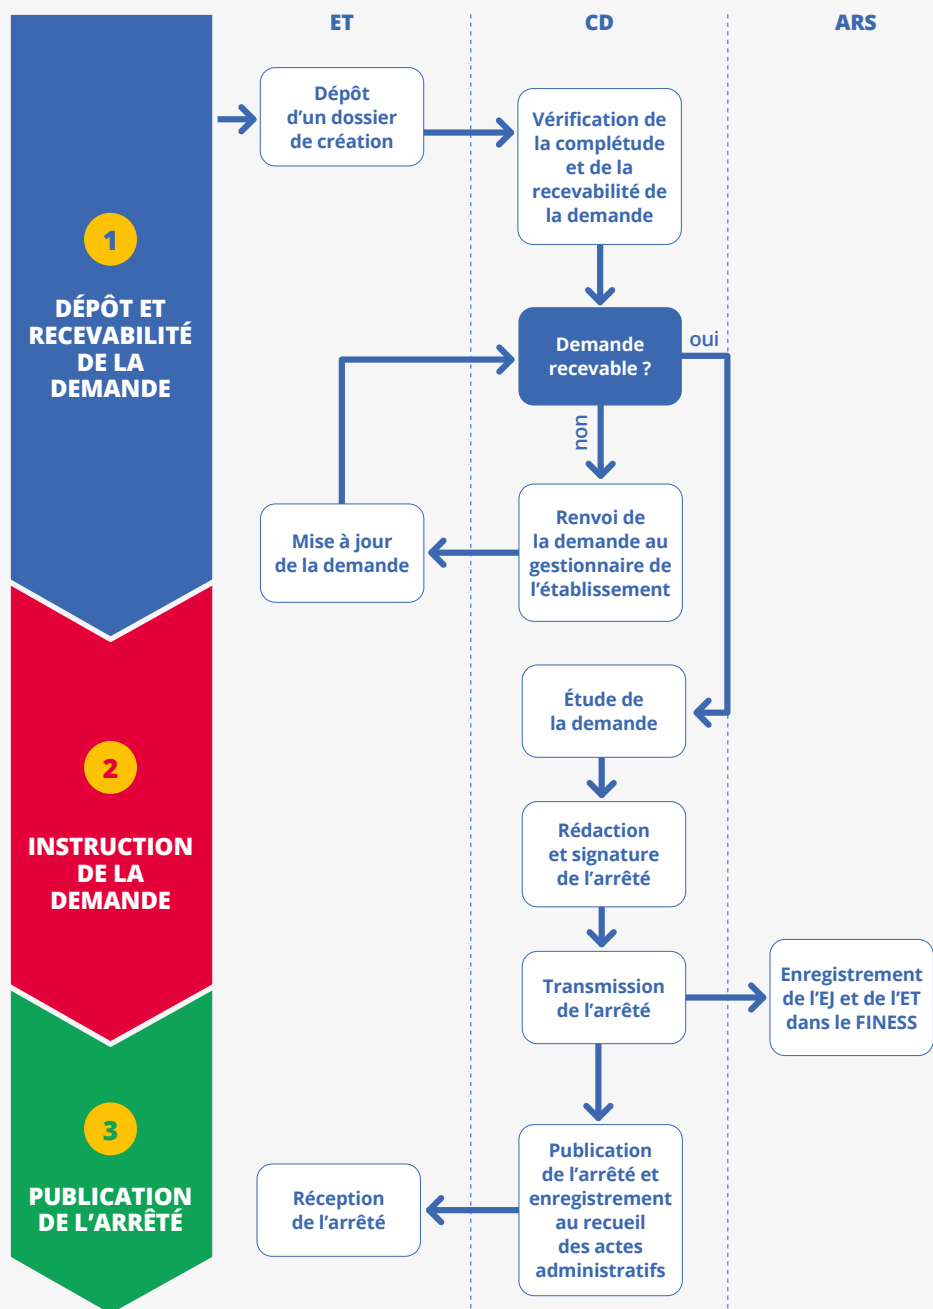 ET
CD
ARS
Dépôt
d'un dossier
de création
Vérification de
la complétude
et de la
recevabilité de
la demande
1
DÉPÔT ET
RECEVABILITÉ
DE LA
DEMANDE
Demande
recevable ?
oui
non
Mise à jour
de la demande
Renvoi de
la demande au
gestionnaire de
l'établissement
2
INSTRUCTION
DE LA
DEMANDE
Étude de
la demande
Rédaction
et signature
de l'arrêté
Transmission
de l'arrêté
Enregistrement
de l'EJ et de l'ET
dans le FINESS
3
PUBLICATION
DE L'ARRÊTÉ
Publication
de l'arrêté et
enregistrement
au recueil
des actes
administratifs
Réception
de l'arrêté